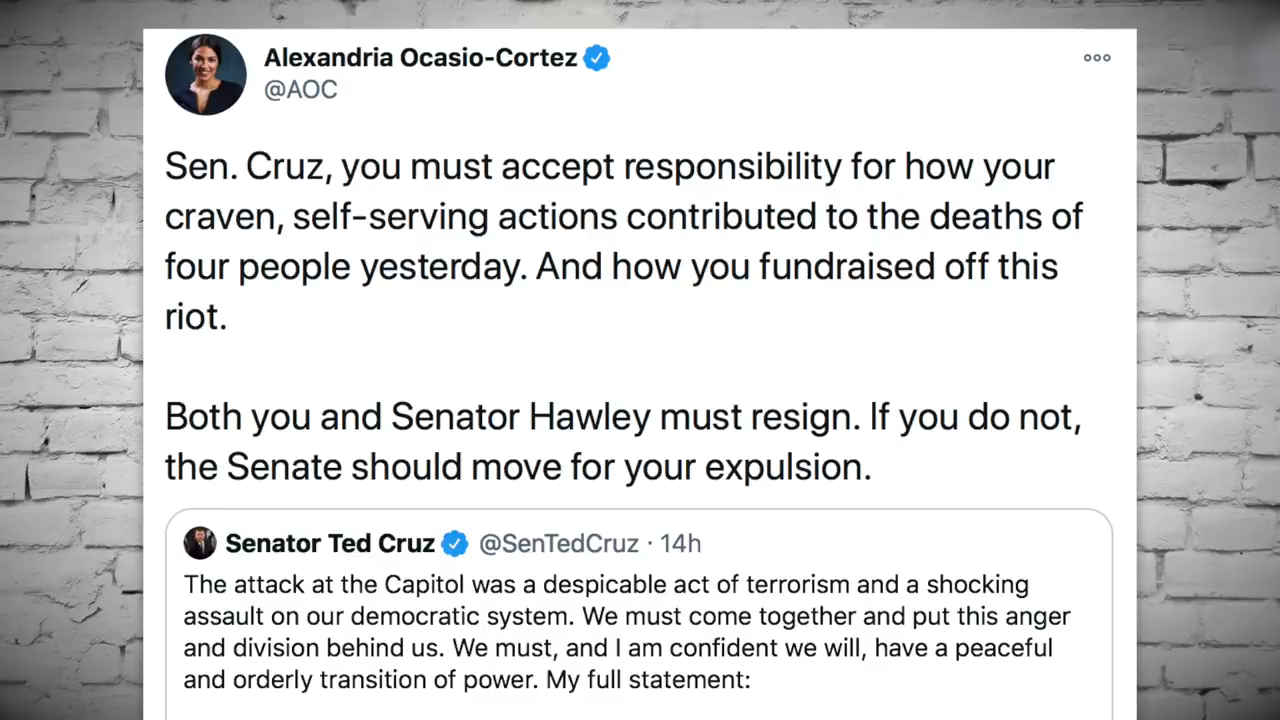 Alexandria Ocasio-Cortez
@AOC
Sen. Cruz, you must accept responsibility for how your
craven, self-serving actions contributed to the deaths of
four people yesterday. And how you fundraised off this
riot.
Both you and Senator Hawley must resign. If you do not,
the Senate should move for your expulsion.
Senator Ted Cruz @SenTedCruz · 14h
The attack at the Capitol was a despicable act of terrorism and a shocking
assault on our democratic system. We must come together and put this anger
and division behind us. We must, and I am confident we will, have a peaceful
and orderly transition of power. My full statement: